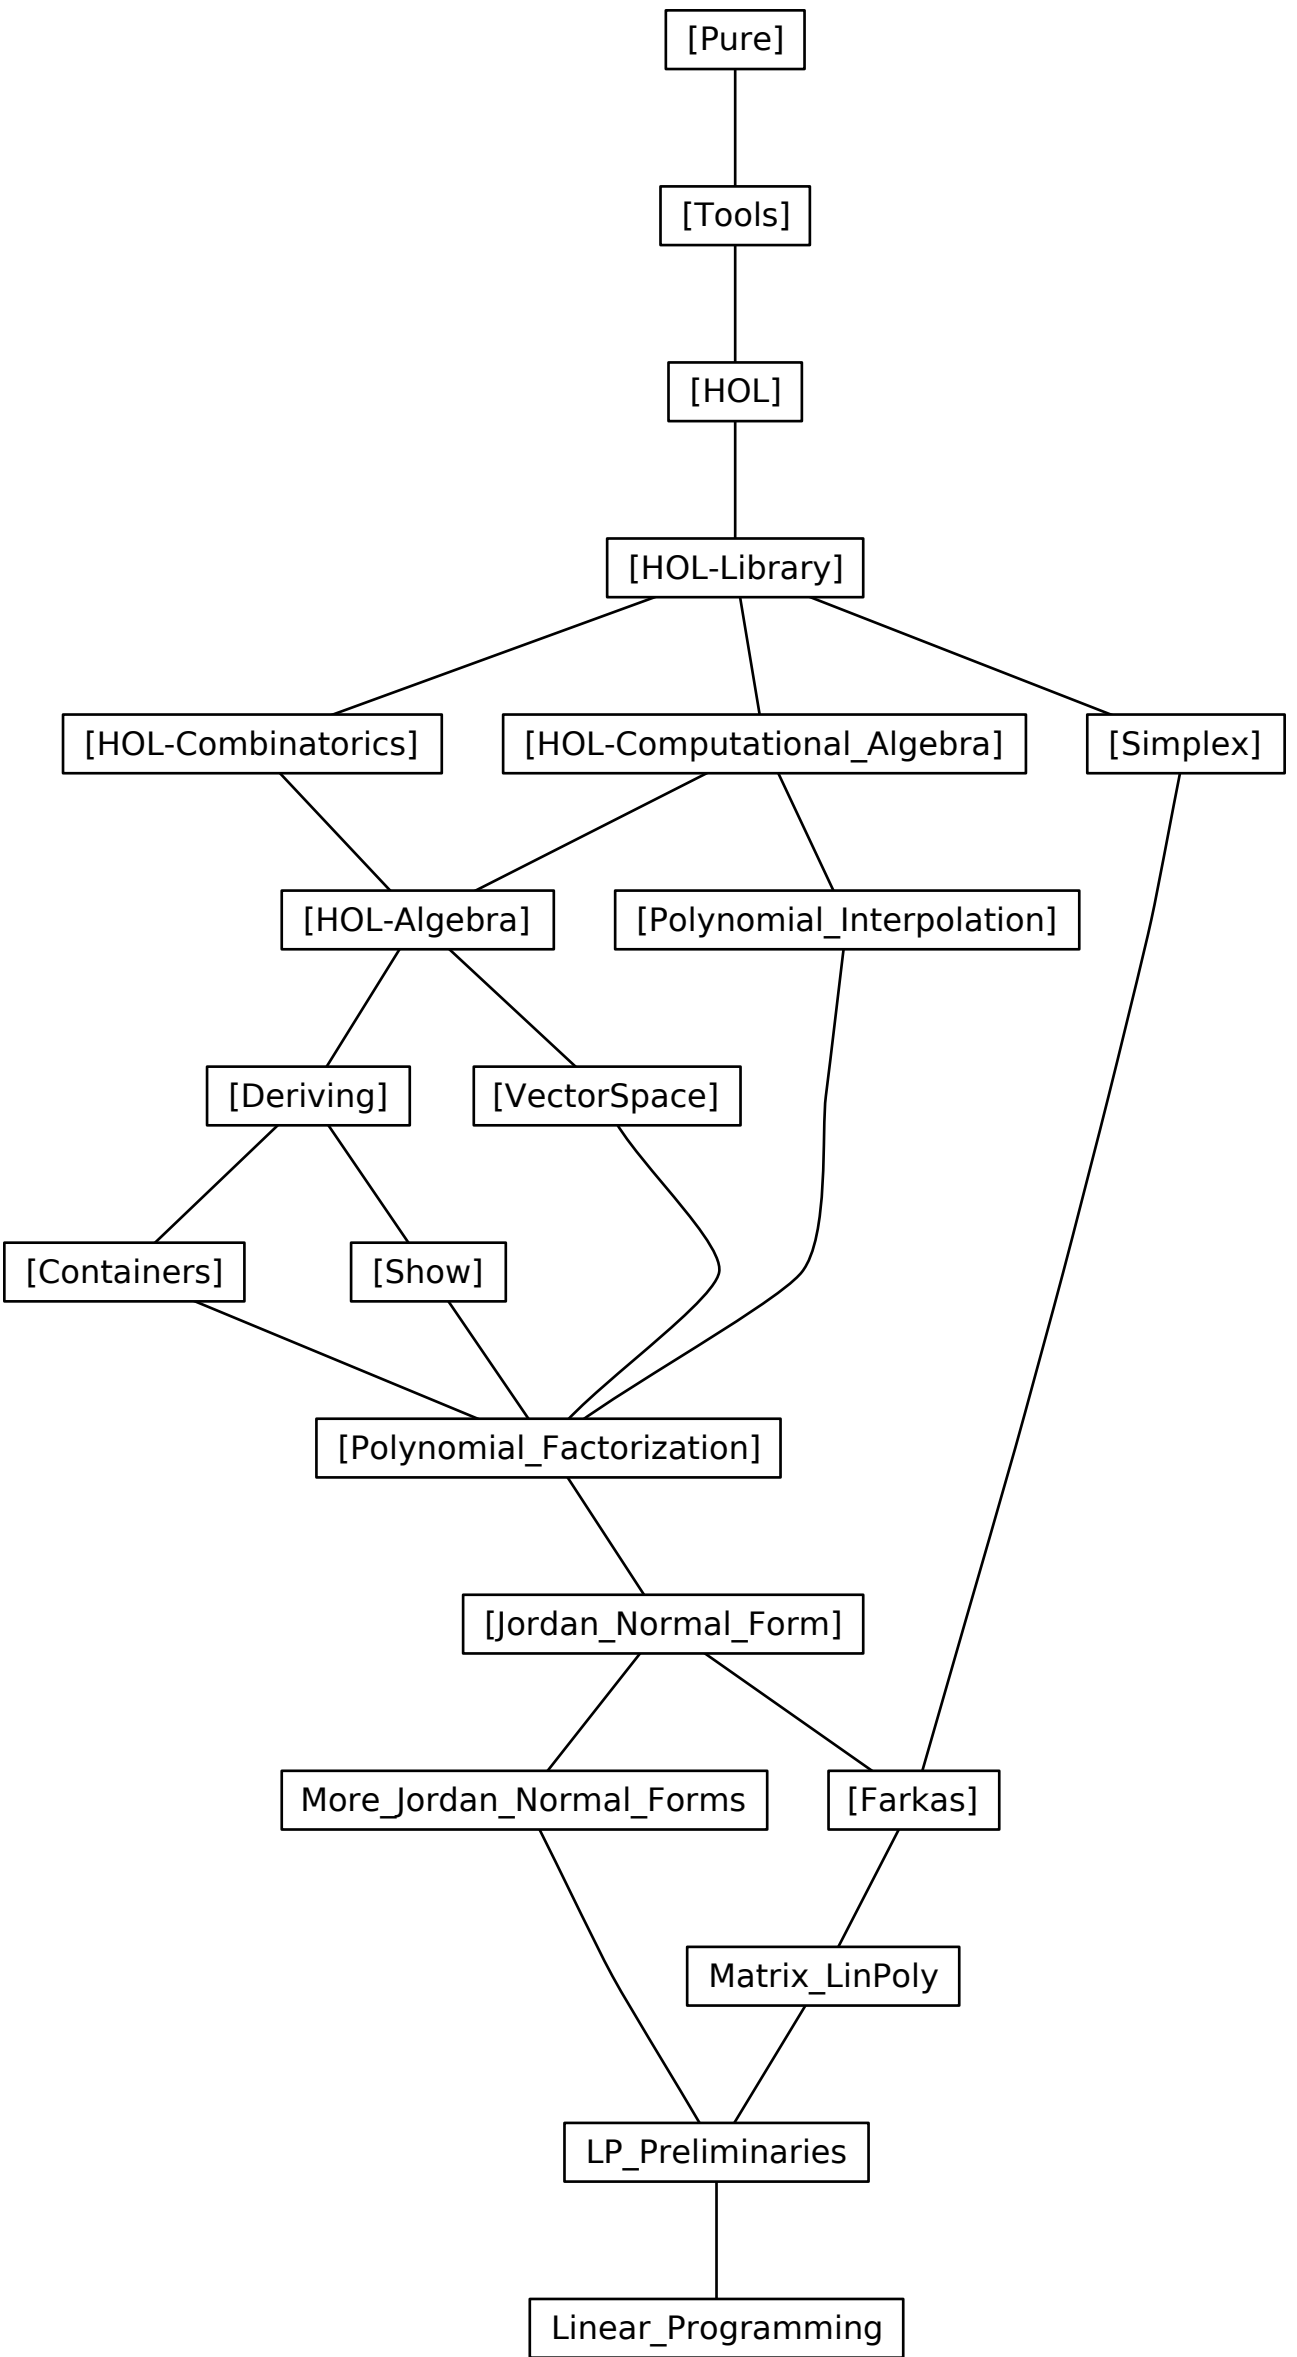 [Pure]
[Tools]
[HOL]
[HOL-Library]
[HOL-Combinatorics]
[HOL-Computational_Algebra]
[Simplex]
[HOL-Algebra]
[Polynomial_Interpolation]
[Deriving]
[VectorSpace]
[Containers]
[Show]
[Polynomial_Factorization]
[Jordan_Normal_Form]
More_Jordan_Normal_Forms
[Farkas]
Matrix_LinPoly
LP_Preliminaries
Linear_Programming